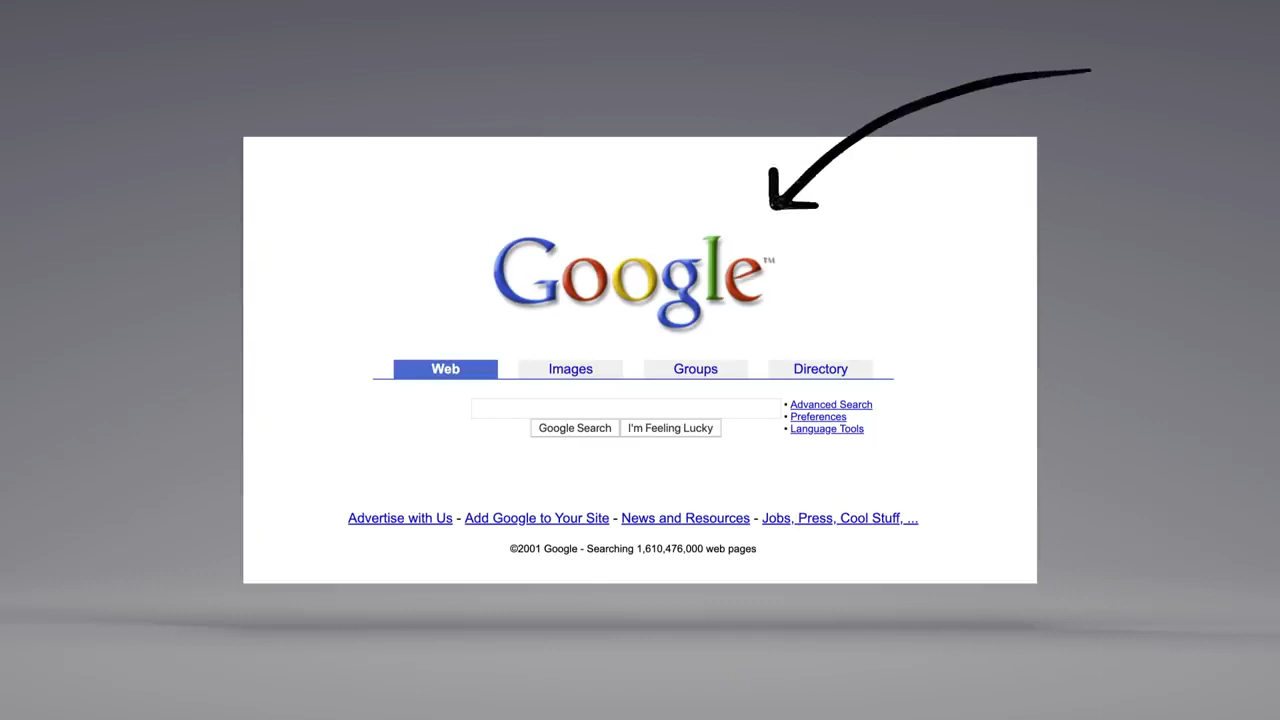 Google™
Web Images Groups Directory
• Advanced Search
• Preferences
• Language Tools
Google Search I'm Feeling Lucky
Advertise with Us - Add Google to Your Site - News and Resources - Jobs, Press, Cool Stuff, ...
©2001 Google - Searching 1,610,476,000 web pages